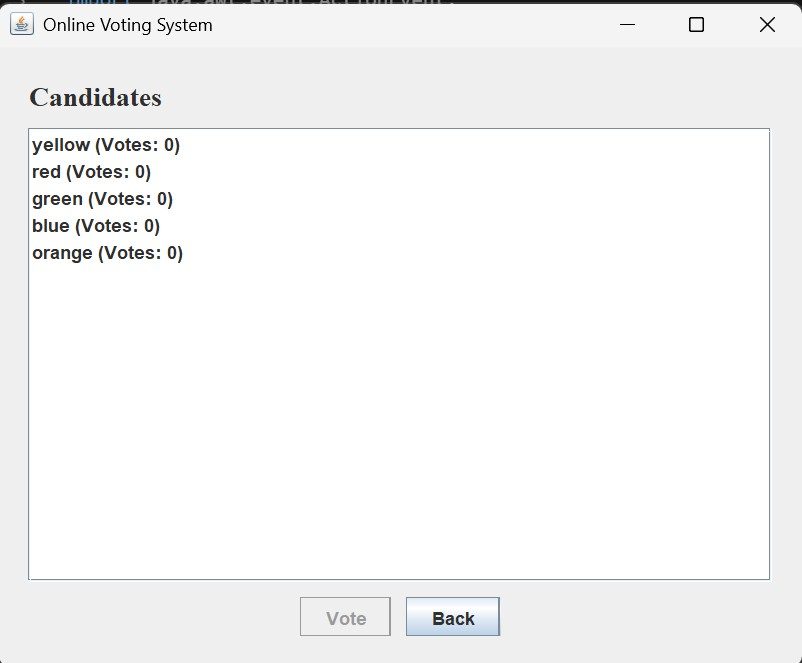 Online Voting System
Candidates
yellow (Votes: 0)
red (Votes: 0)
green (Votes: 0)
blue (Votes: 0)
orange (Votes: 0)
Vote
Back